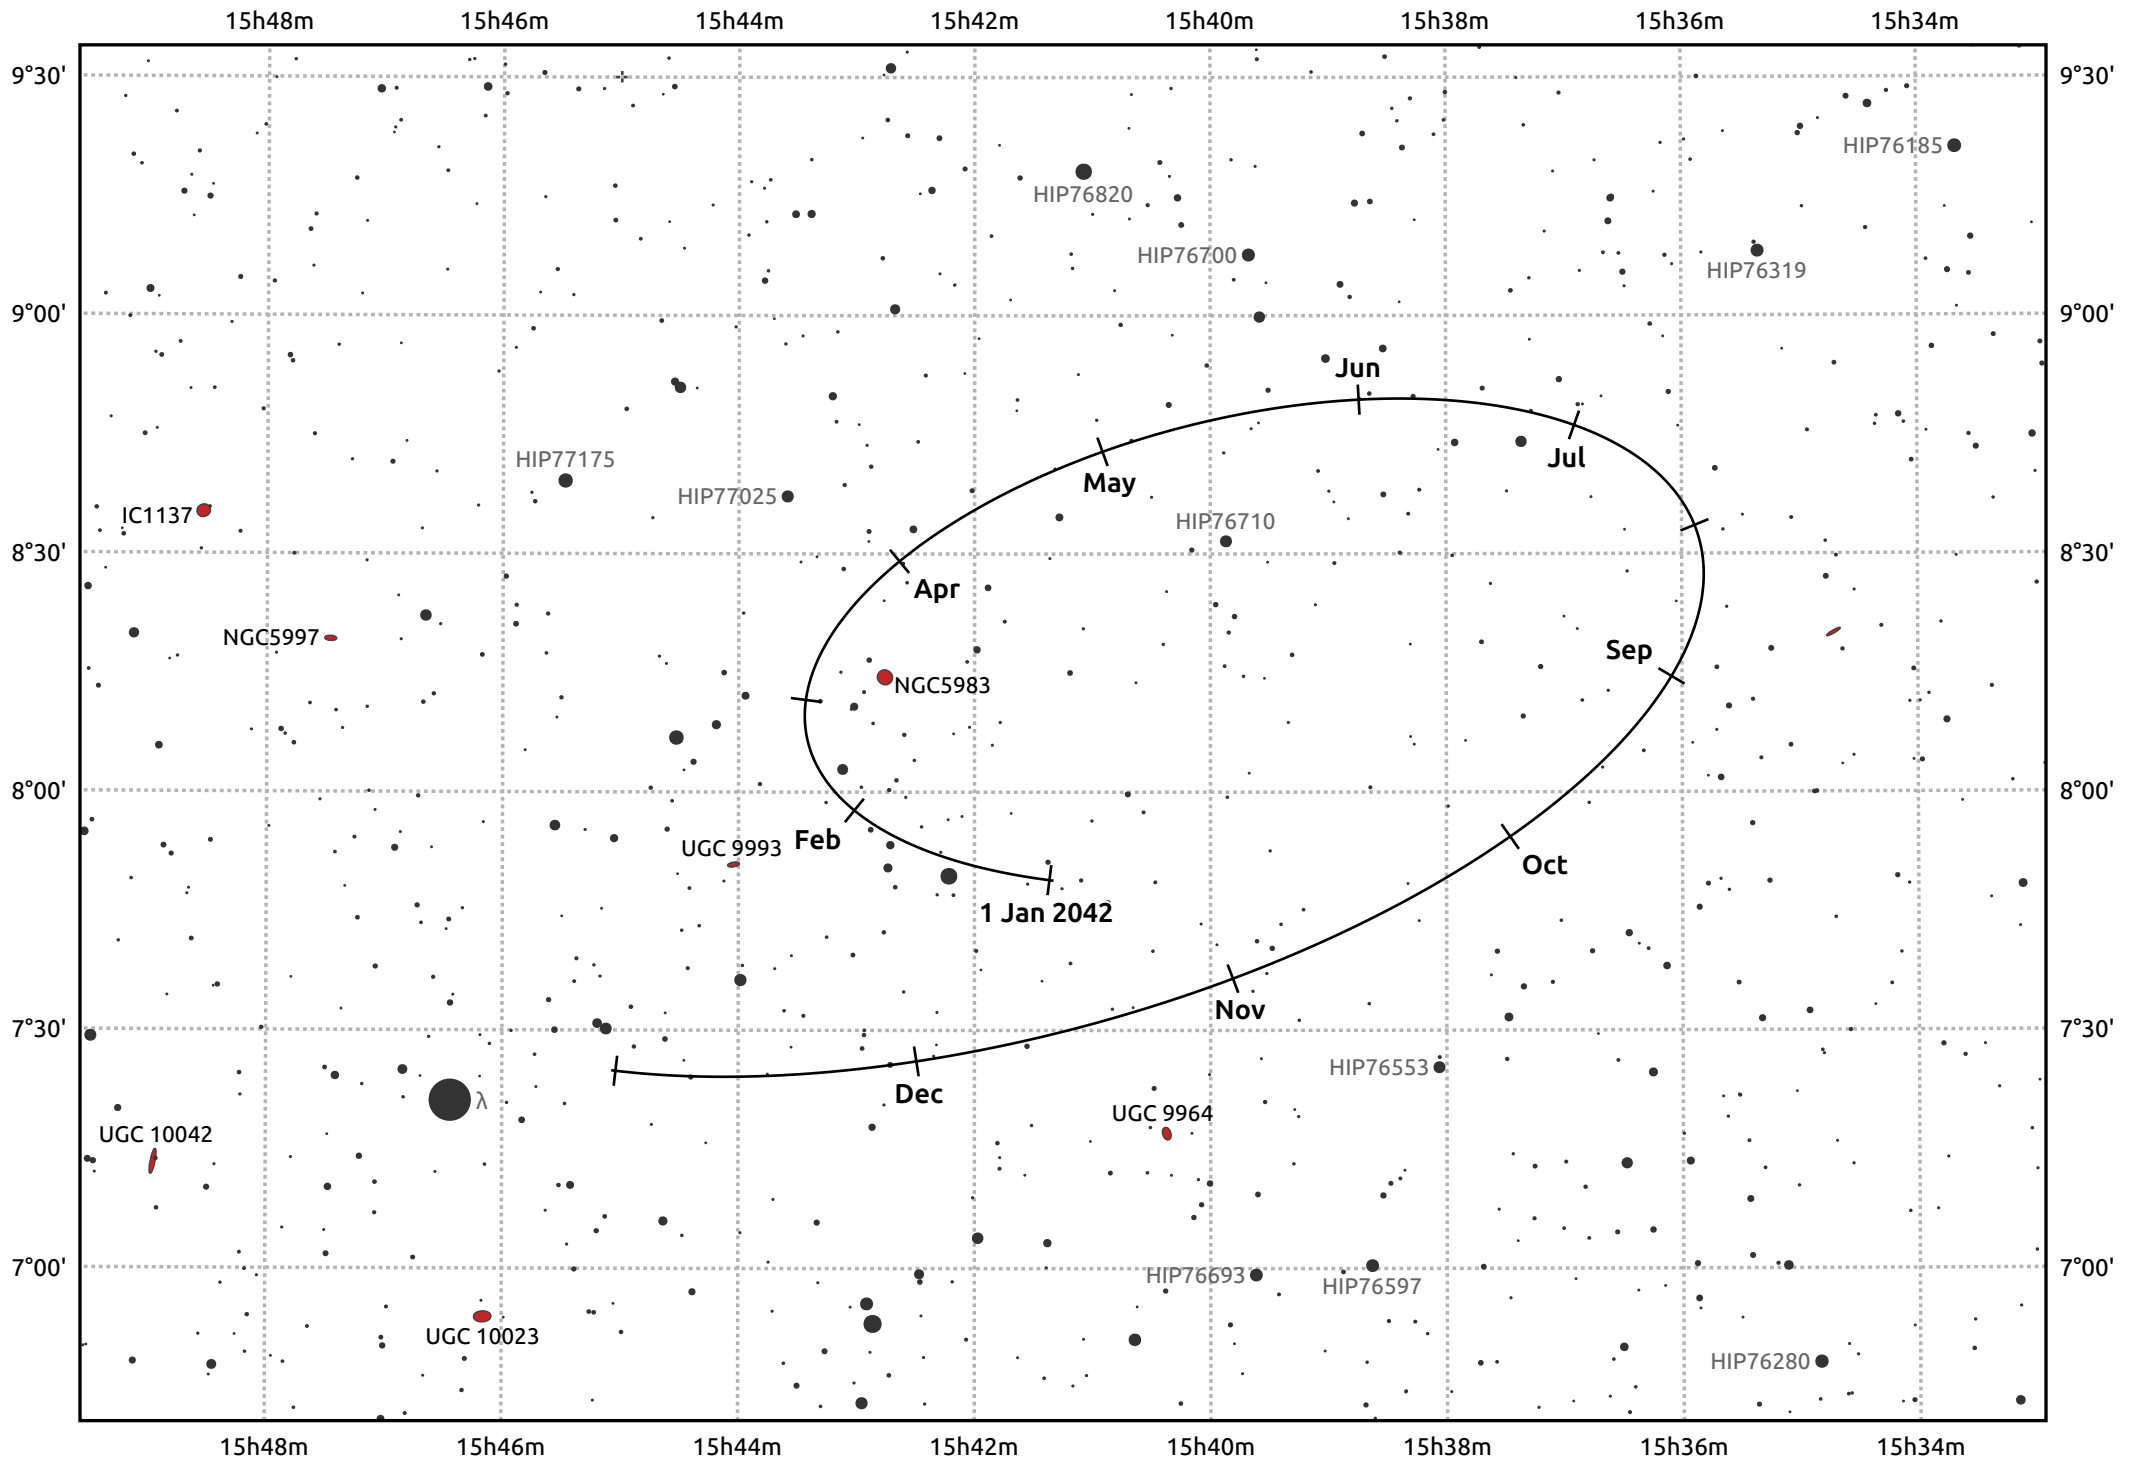 15h48m 15h46m 15h44m 15h42m 15h40m 15h38m 15h36m 15h34m
9°30' 9°30'
HIP76185
HIP76820
HIP76700
HIP76319
9°00' 9°00'
Jun
HIP77175
Jul
May
HIP77025
IC1137
HIP76710
8°30' 8°30'
Apr
NGC5997
Sep
NGC5983
8°00' 8°00'
Feb
UGC 9993
Oct
1 Jan 2042
Nov
7°30' 7°30'
HIP76553
Dec
λ
UGC 9964
UGC 10042
7°00' 7°00'
HIP76693
HIP76597
UGC 10023
HIP76280
15h48m 15h46m 15h44m 15h42m 15h40m 15h38m 15h36m 15h34m